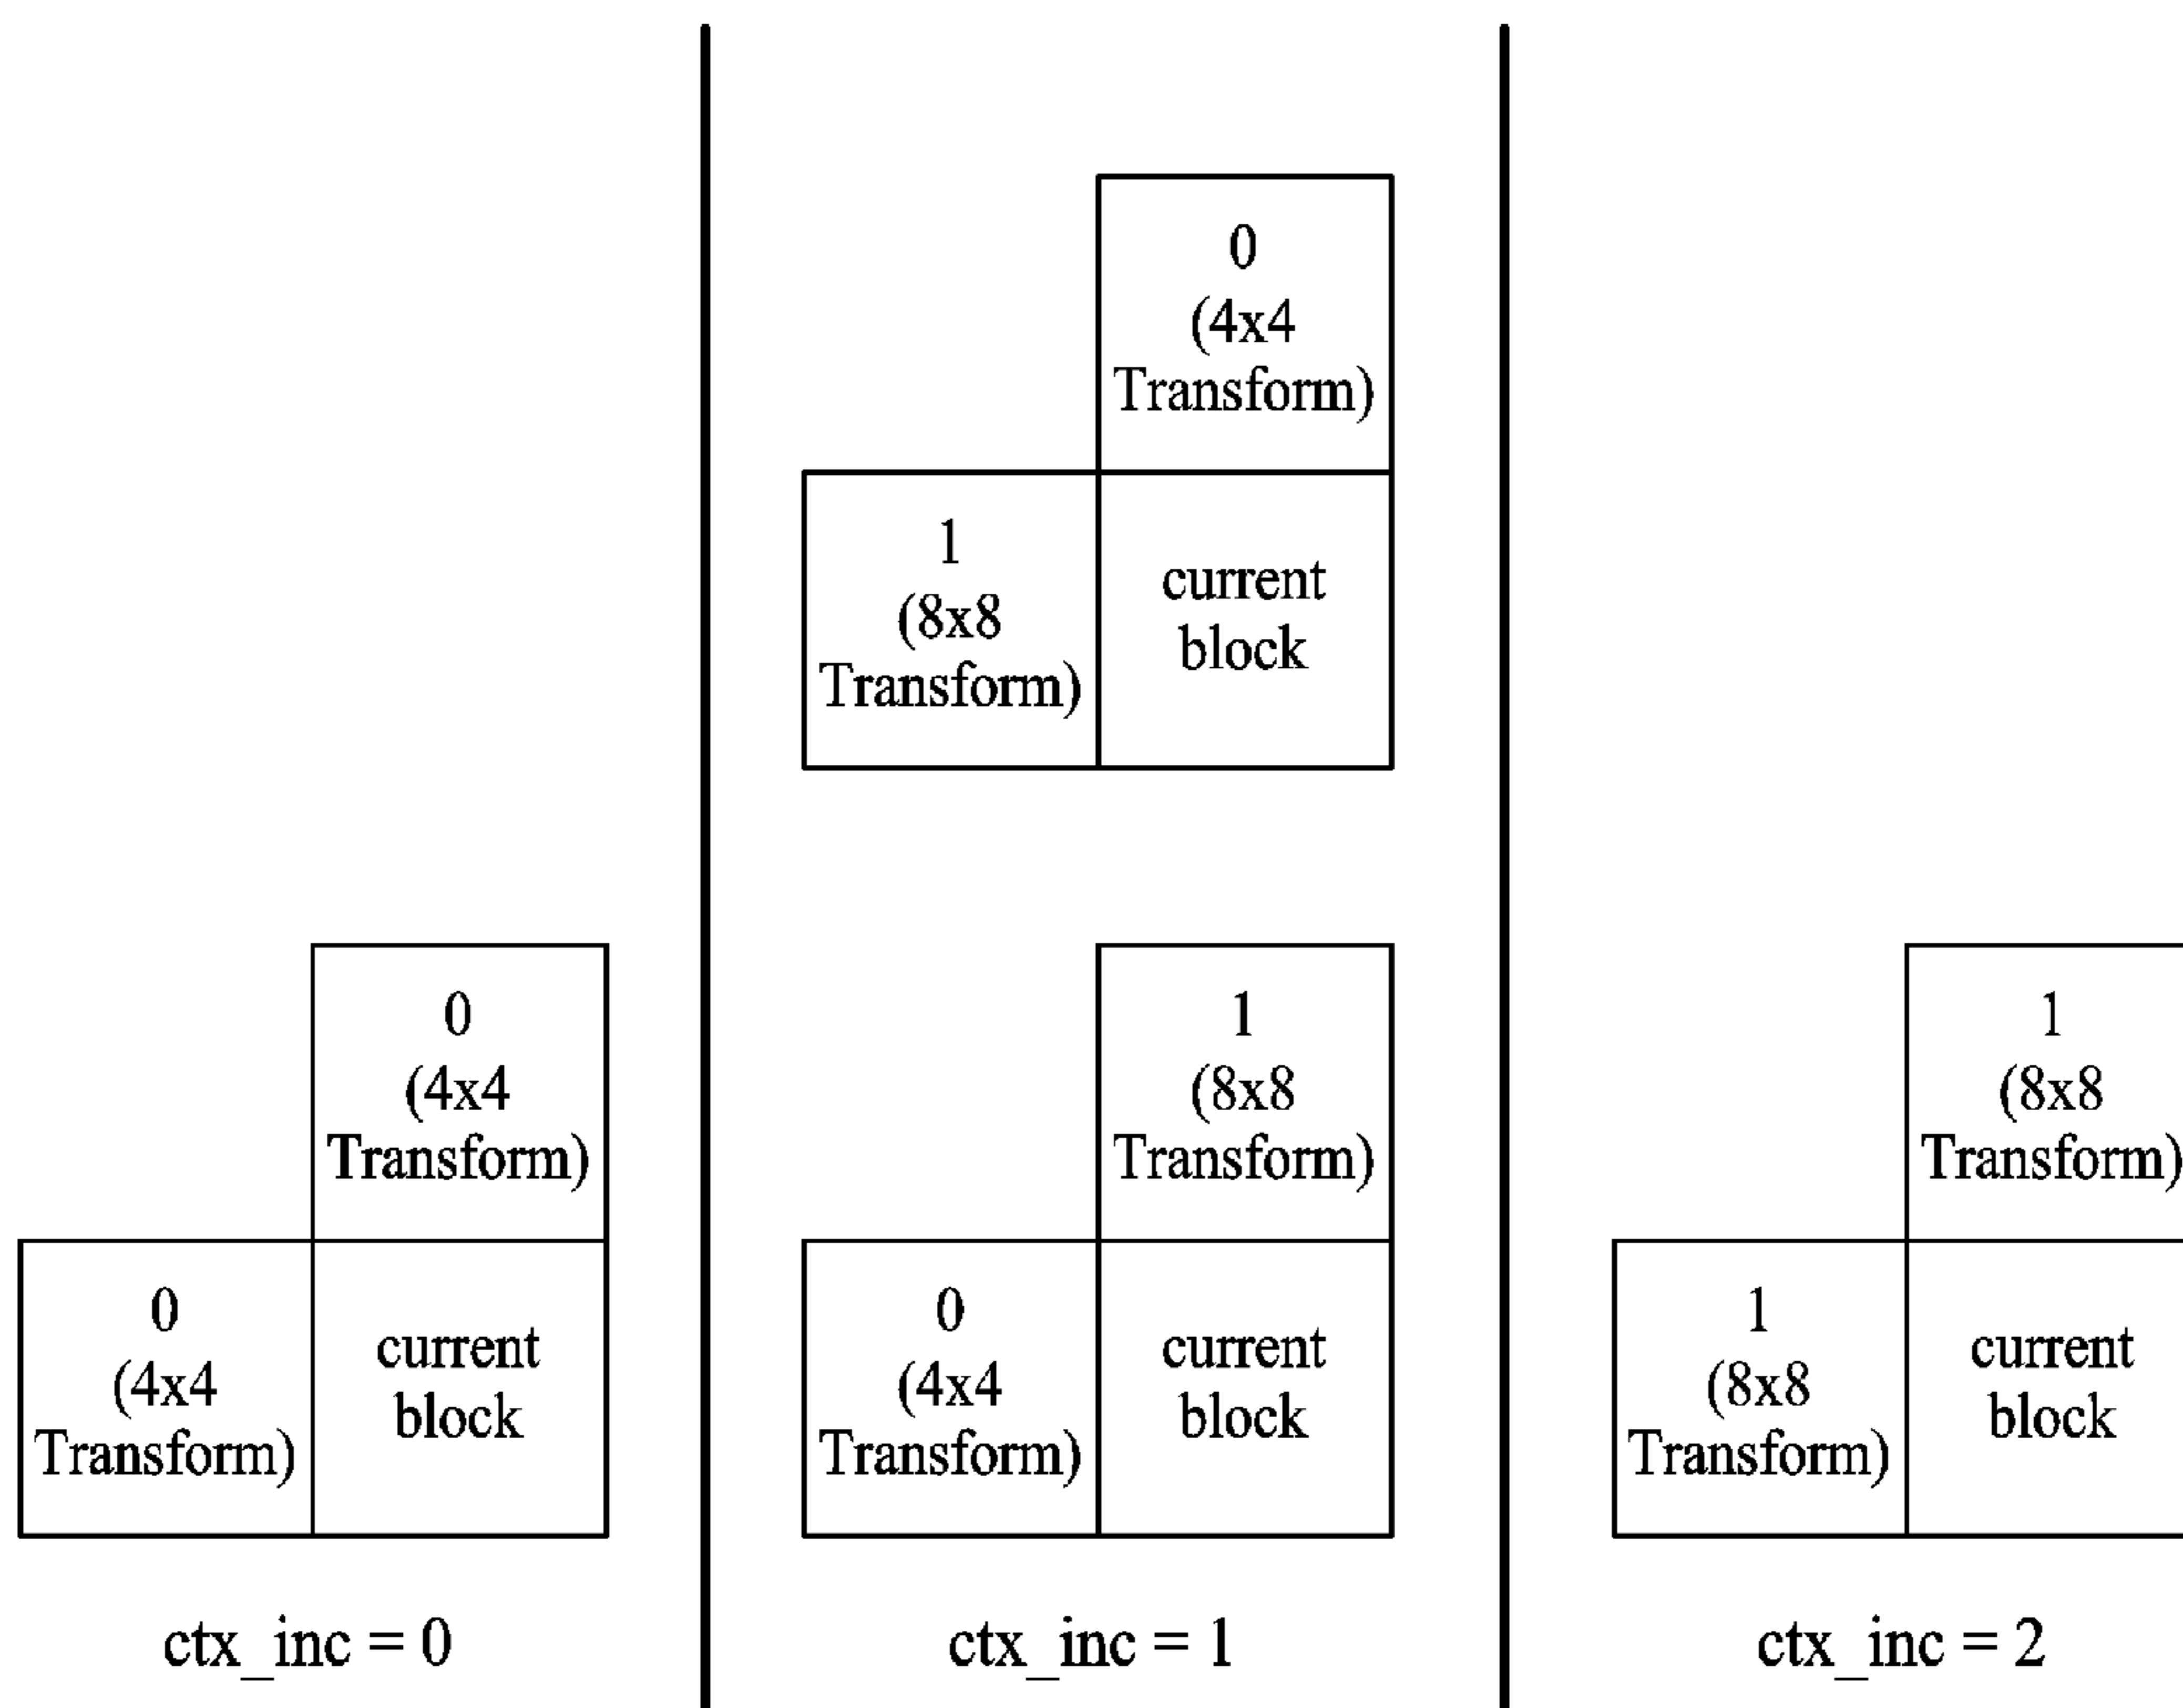 0
(4x4
Transform)
1
(8x8
Transform)
current
block
0
(4x4
Transform)
0
(4x4
Transform)
current
block
1
(8x8
Transform)
0
(4x4
Transform)
current
block
1
(8x8
Transform)
1
(8x8
Transform)
current
block
ctx_inc = 0
ctx_inc = 1
ctx_inc = 2